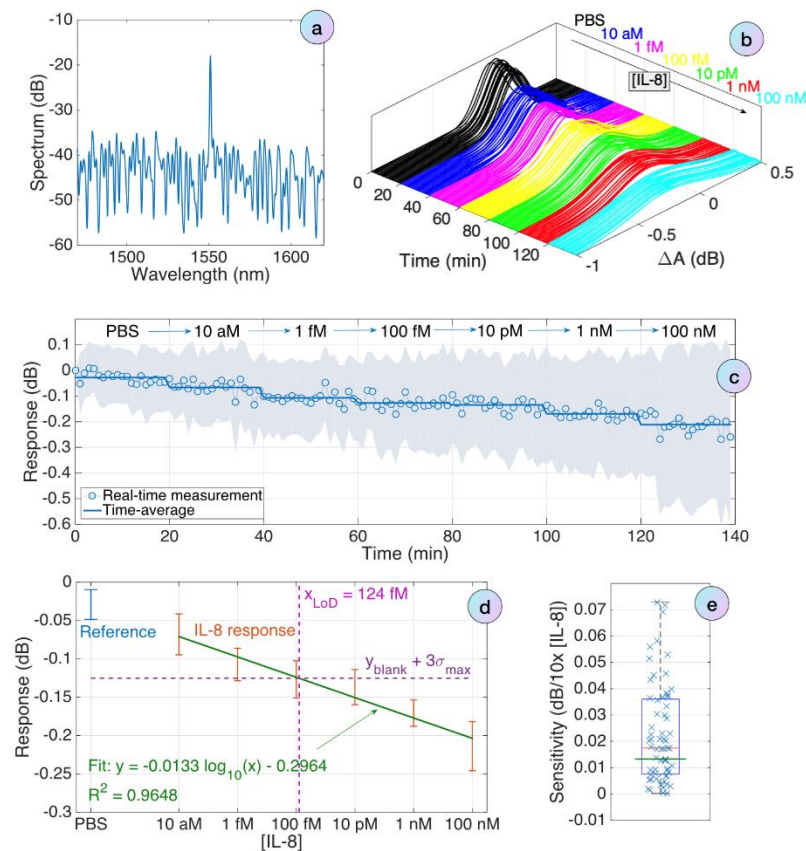 a
-10
-20
-30
-40
-50
-60
Spectrum (dB)
1500
1550
1600
Wavelength (nm)
b
PBS
10 aM
1 fM
100 fM
10 pM
1 nM
100 nM
[IL-8]
0
20
40
60
80
100
120
Time (min)
-1
-0.5
0
0.5
ΔA (dB)
PBS
10 aM
1 fM
100 fM
10 pM
1 nM
100 nM
c
0.1
0
-0.1
-0.2
-0.3
-0.4
-0.5
-0.6
Response (dB)
Real-time measurement
Time-average
0
20
40
60
80
100
120
140
Time (min)
d
0
-0.05
-0.1
-0.15
-0.2
-0.25
-0.3
Response (dB)
Reference
IL-8 response
x_LoD = 124 fM
y_blank + 3σ_max
Fit: y = -0.0133 log_10(x) - 0.2964
R^2 = 0.9648
PBS
10 aM
1 fM
100 fM
10 pM
1 nM
100 nM
[IL-8]
e
0.07
0.06
0.05
0.04
0.03
0.02
0.01
0
-0.01
Sensitivity (dB/10x [IL-8])